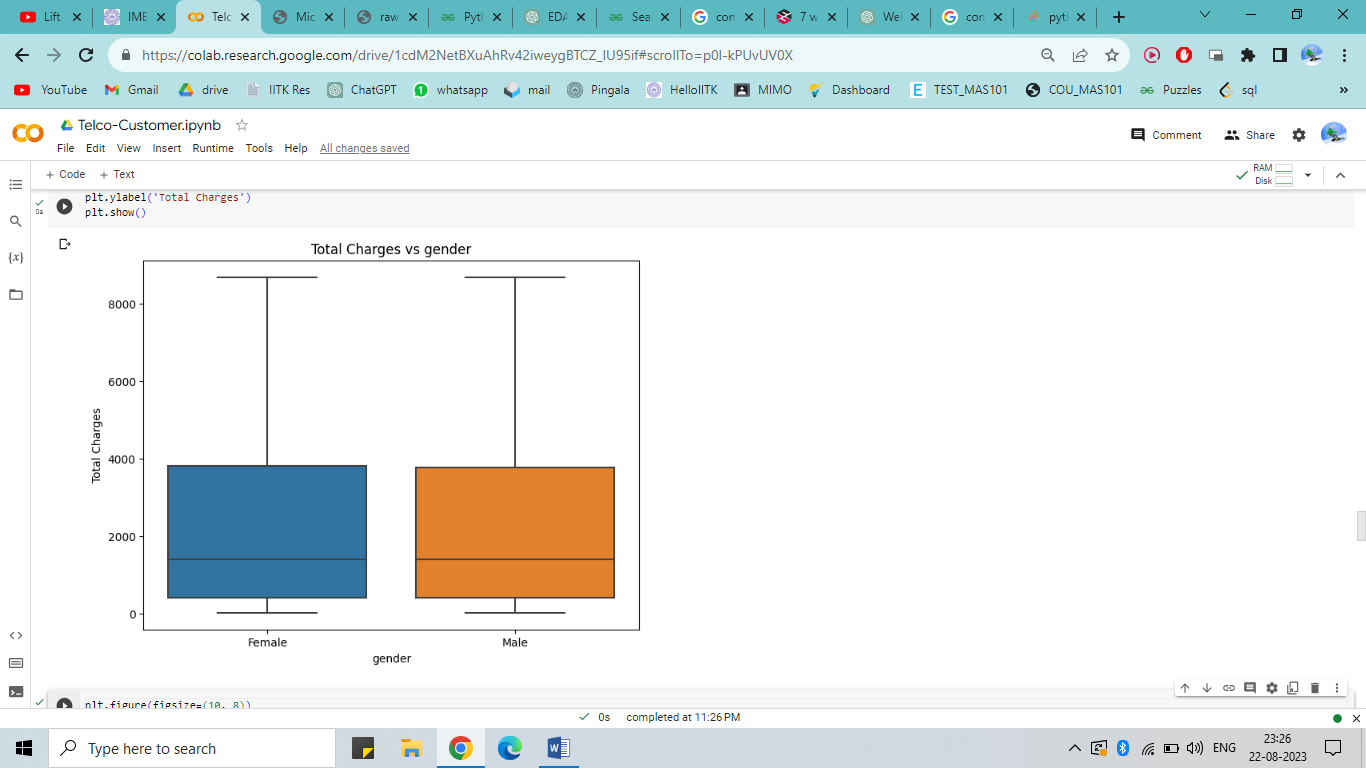 Lift
IME
Telc
Mic
raw
Pytl
EDA
Sea
con
7 w
Wel
con
pytl
https://colab.research.google.com/drive/1cdM2NetBXuAhRv42iweygBTCZ_IU95if#scrollTo=p0I-kPUvUV0X
YouTube Gmail drive IITK Res ChatGPT whatsapp mail Pingala HelloIITK MIMO Dashboard TEST_MAS101 COU_MAS101 Puzzles sql »
Telco-Customer.ipynb
Comment Share
File Edit View Insert Runtime Tools Help All changes saved
+ Code + Text
RAM
Disk
plt.ylabel('Total Charges')
0s
plt.show()
Total Charges vs gender
8000
6000
4000
2000
0
Total Charges
Female Male
gender
plt.figure(figsize=(10, 8))
0s completed at 11:26 PM
Type here to search
ENG
23:26
22-08-2023